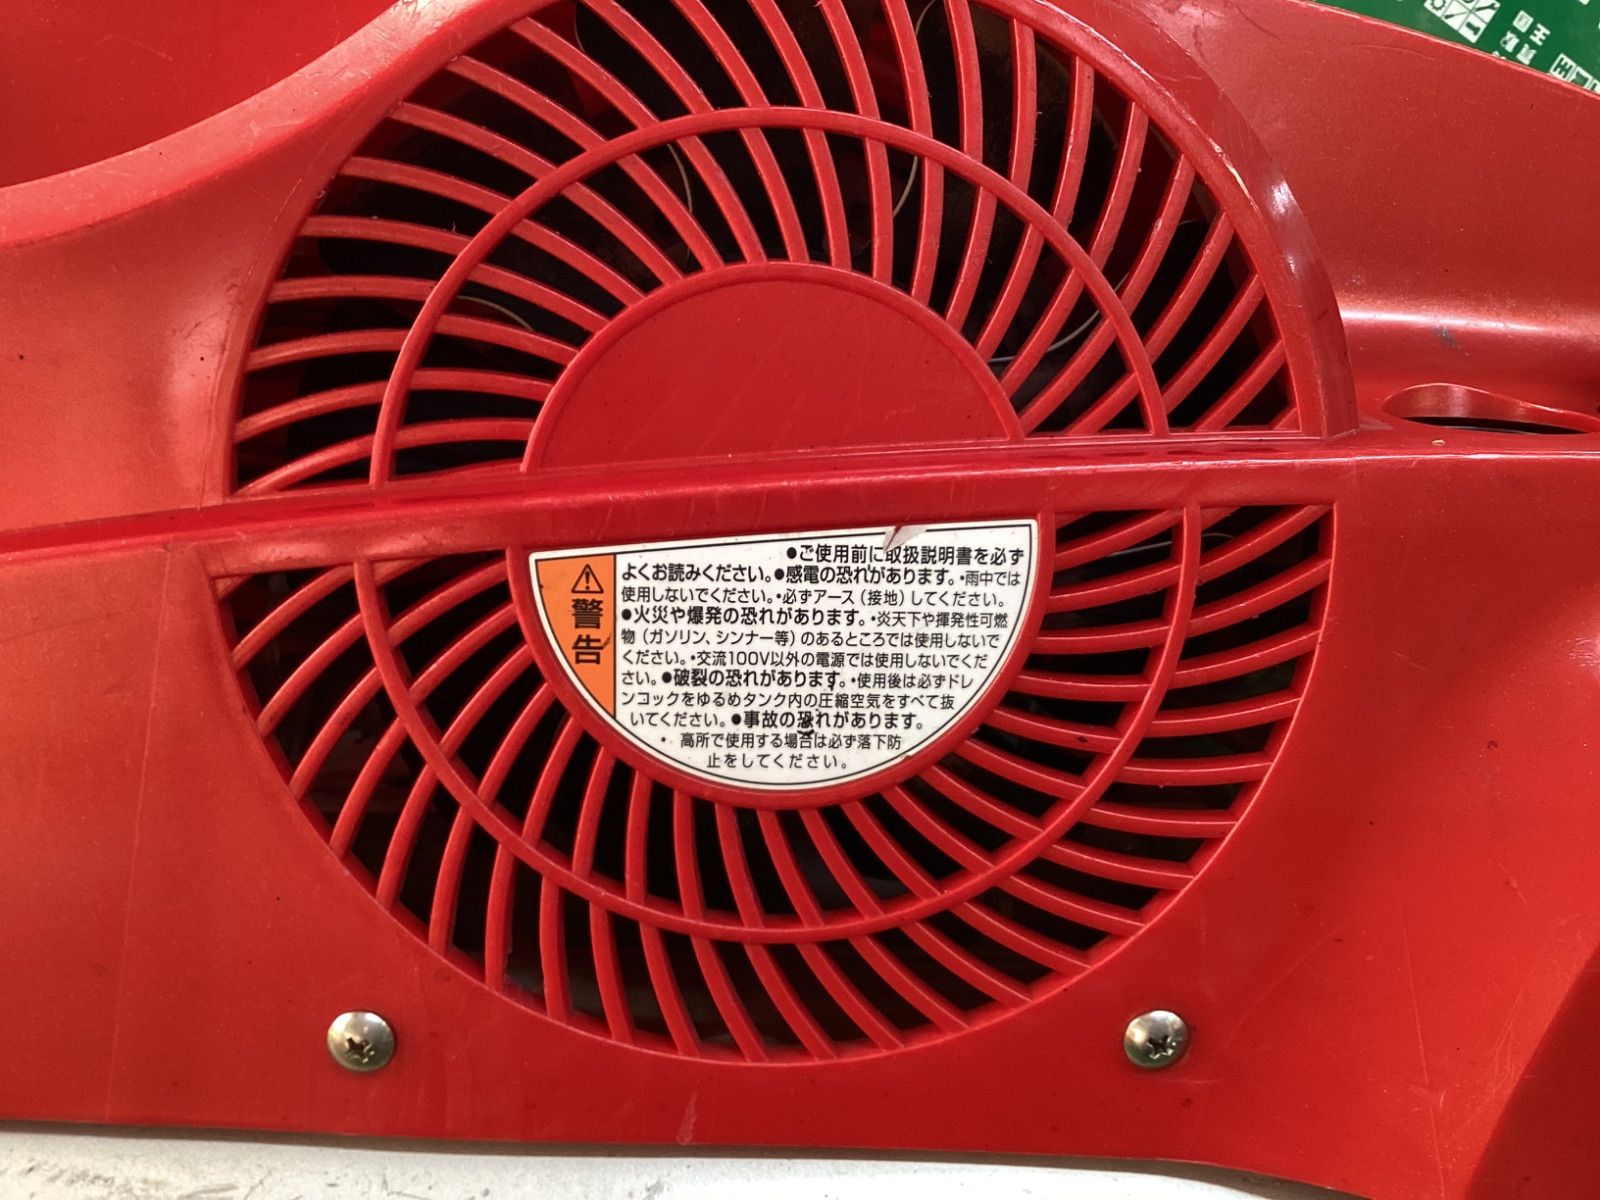 警告
●ご使用前に取扱説明書を必ず
よくお読みください。●感電の恐れがあります。・雨中では
使用しないでください。・必ずアース（接地）してください。
●火災や爆発の恐れがあります。・炎天下や揮発性可燃
物（ガソリン、シンナー等）のあるところでは使用しないで
ください。・交流100V以外の電源では使用しないでくだ
さい。●破裂の恐れがあります。・使用後は必ずドレ
ンコックをゆるめタンク内の圧縮空気をすべて抜
いてください。●事故の恐れがあります。
・高所で使用する場合は必ず落下防
止をしてください。